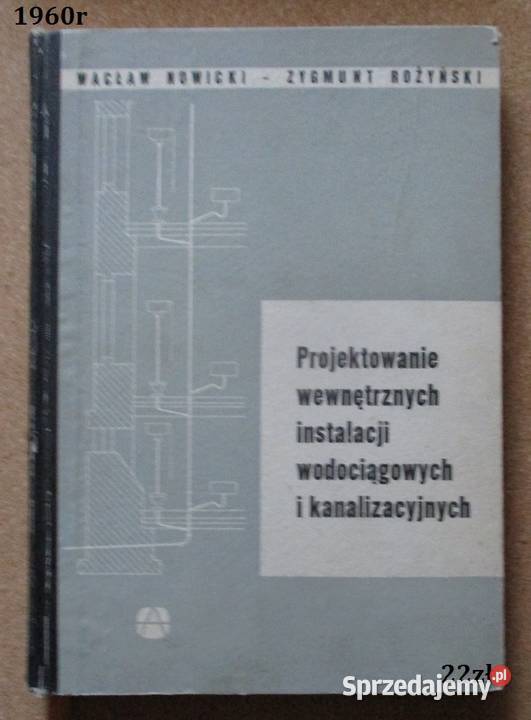 1960r
WACŁAW NOWICKI - ZYGMUNT ROŻYŃSKI
Projektowanie
wewnętrznych
instalacji
wodociągowych
i kanalizacyjnych
22zł
Sprzedajemy.pl